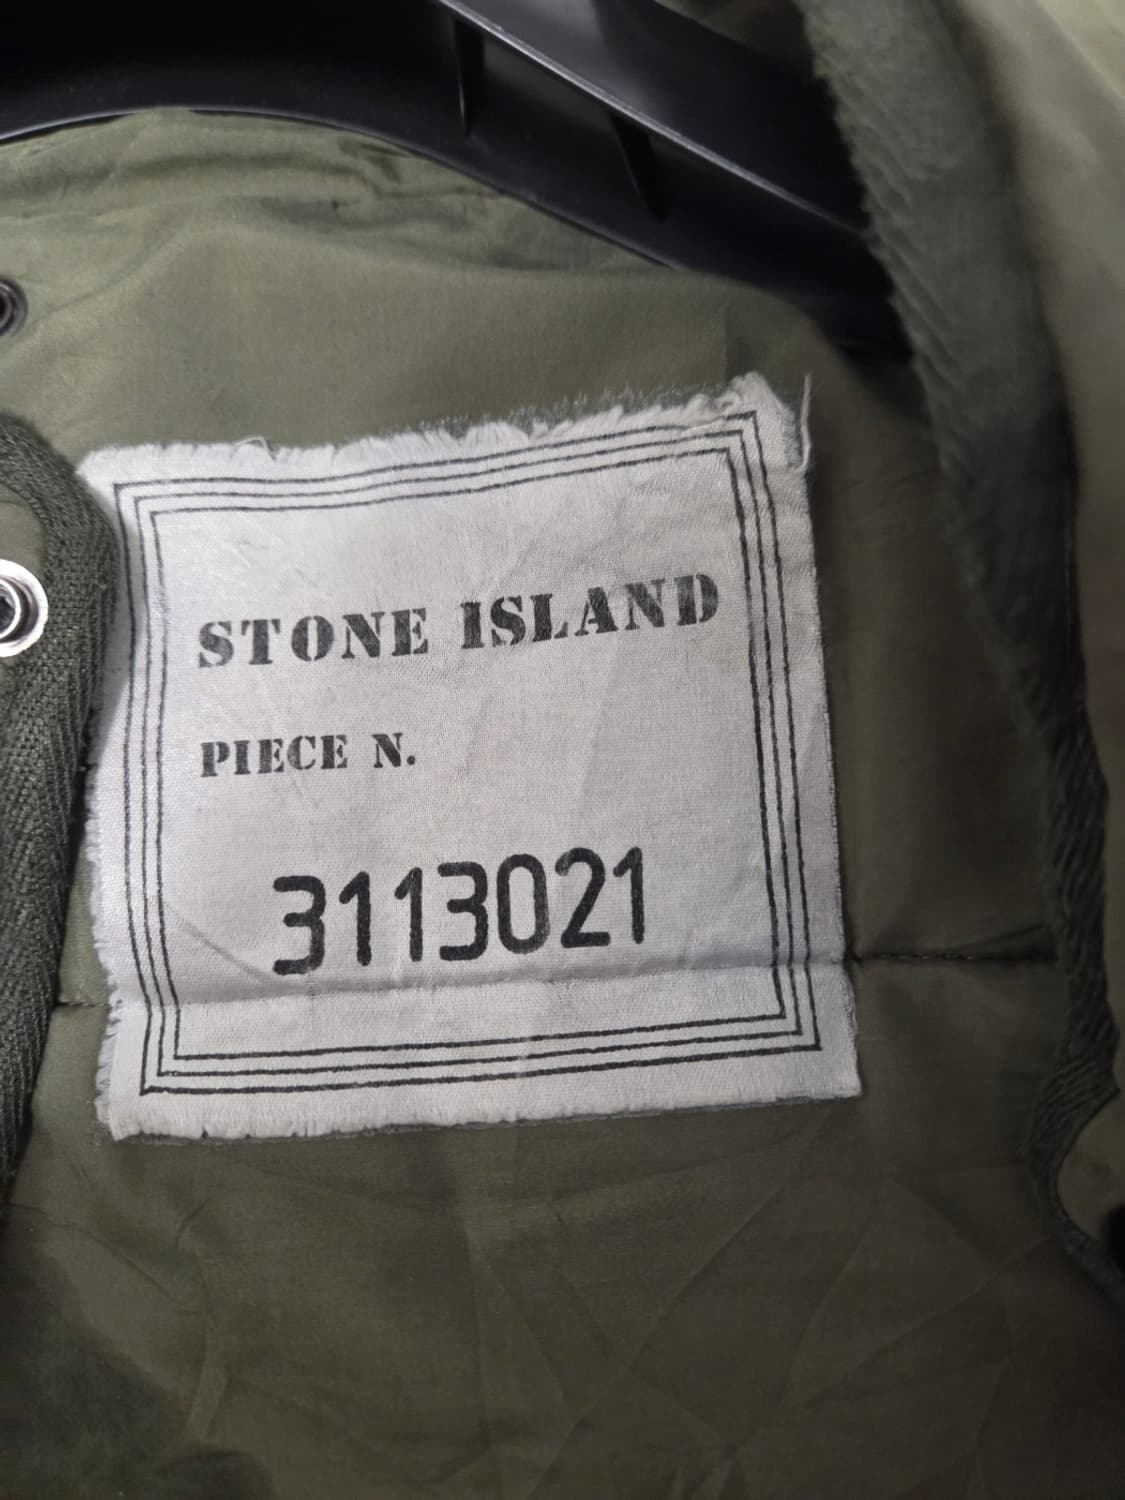 STONE ISLAND
PIECE N.
3113021